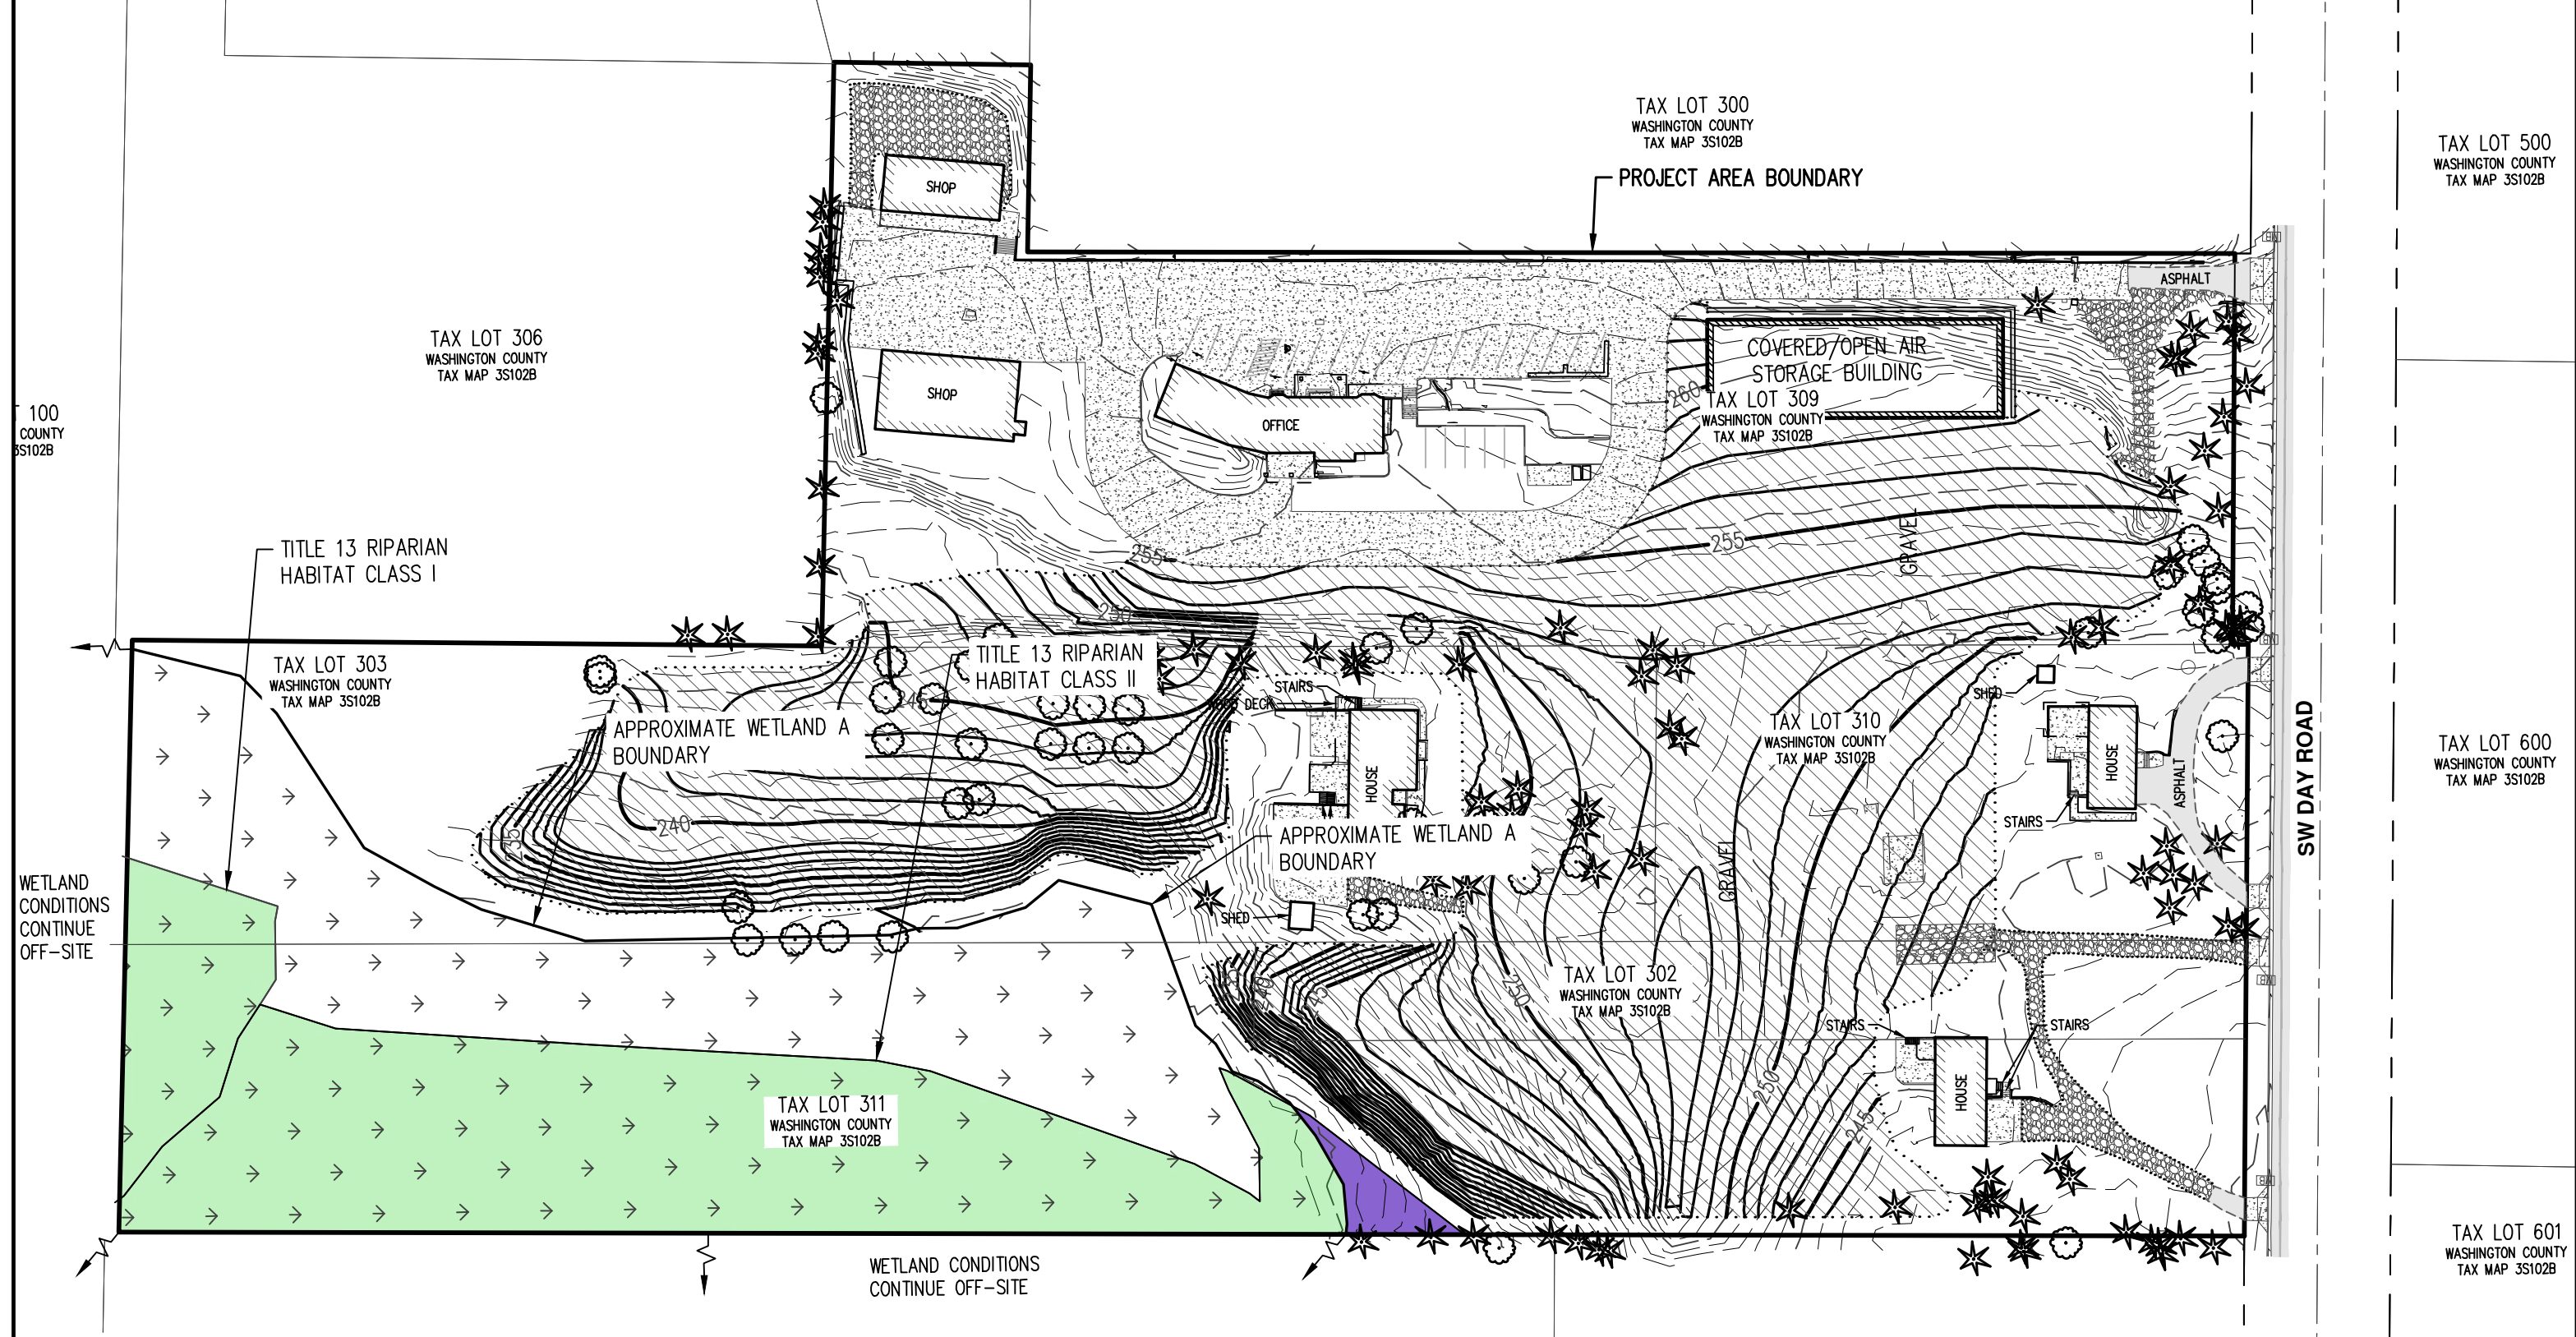 TAX LOT 300
WASHINGTON COUNTY
TAX MAP 3S102B
PROJECT AREA BOUNDARY
TAX LOT 500
WASHINGTON COUNTY
TAX MAP 3S102B
SHOP
ASPHALT
TAX LOT 306
WASHINGTON COUNTY
TAX MAP 3S102B
COVERED/OPEN AIR
STORAGE BUILDING
260
TAX LOT 309
WASHINGTON COUNTY
TAX MAP 3S102B
SHOP
OFFICE
100
COUNTY
3S102B
TITLE 13 RIPARIAN
HABITAT CLASS I
255
255
GRAVEL
250
TAX LOT 303
WASHINGTON COUNTY
TAX MAP 3S102B
TITLE 13 RIPARIAN
HABITAT CLASS II
STAIRS
DECK
SHED
APPROXIMATE WETLAND A
BOUNDARY
TAX LOT 310
WASHINGTON COUNTY
TAX MAP 3S102B
HOUSE
HOUSE
ASPHALT
SW DAY ROAD
TAX LOT 600
WASHINGTON COUNTY
TAX MAP 3S102B
240
235
STAIRS
APPROXIMATE WETLAND A
BOUNDARY
GRAVEL
WETLAND
CONDITIONS
CONTINUE
OFF-SITE
SHED
240
245
250
TAX LOT 302
WASHINGTON COUNTY
TAX MAP 3S102B
STAIRS
STAIRS
HOUSE
250
245
TAX LOT 311
WASHINGTON COUNTY
TAX MAP 3S102B
WETLAND CONDITIONS
CONTINUE OFF-SITE
TAX LOT 601
WASHINGTON COUNTY
TAX MAP 3S102B